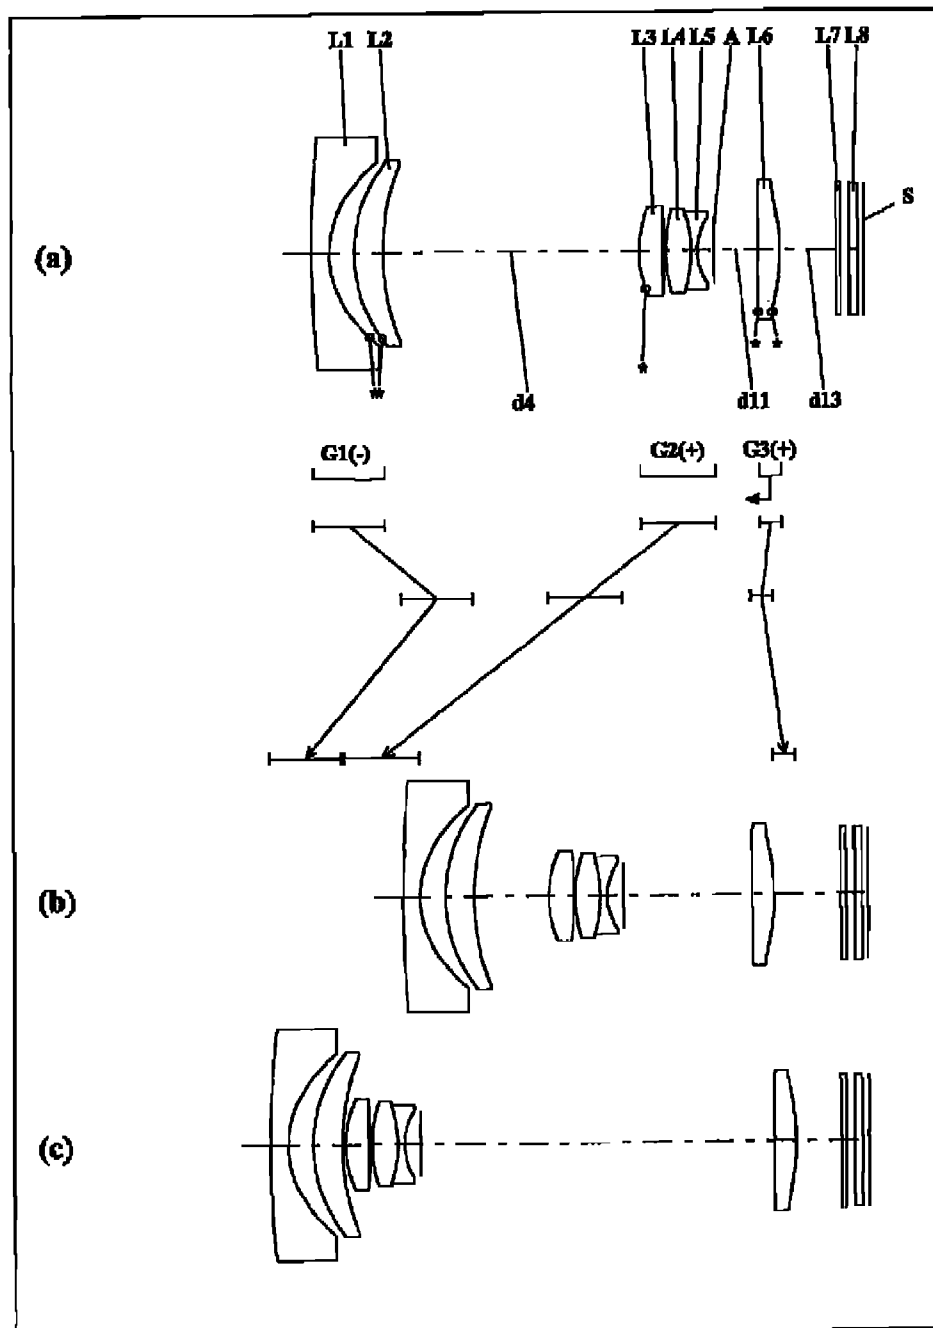 L1 L2 L3 L4 L5 A L6 L7 L8
S
(a)
* * * * *
d4 d11 d13
G1(-) G2(+) G3(+)
(b)
(c)